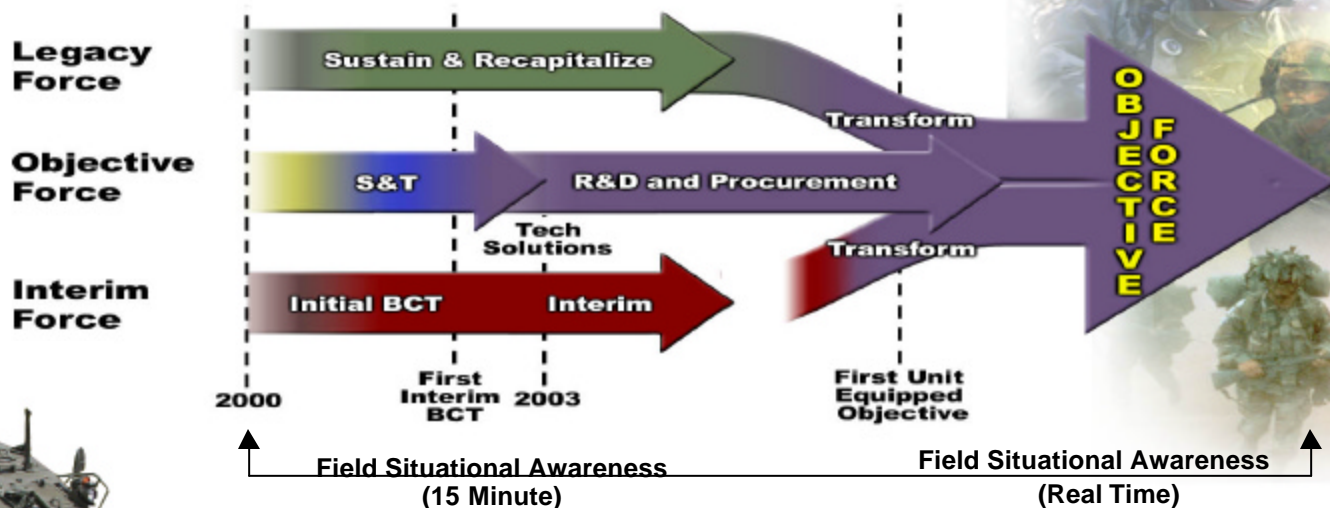 Legacy
Force
Sustain & Recapitalize
Transform
Objective
Force
S&T
R&D and Procurement
Tech
Solutions
Transform
Interim
Force
Initial BCT
Interim
OBJECTIVE
FORCE
2000
First
Interim
BCT
2003
First Unit
Equipped
Objective
Field Situational Awareness
(15 Minute)
Field Situational Awareness
(Real Time)